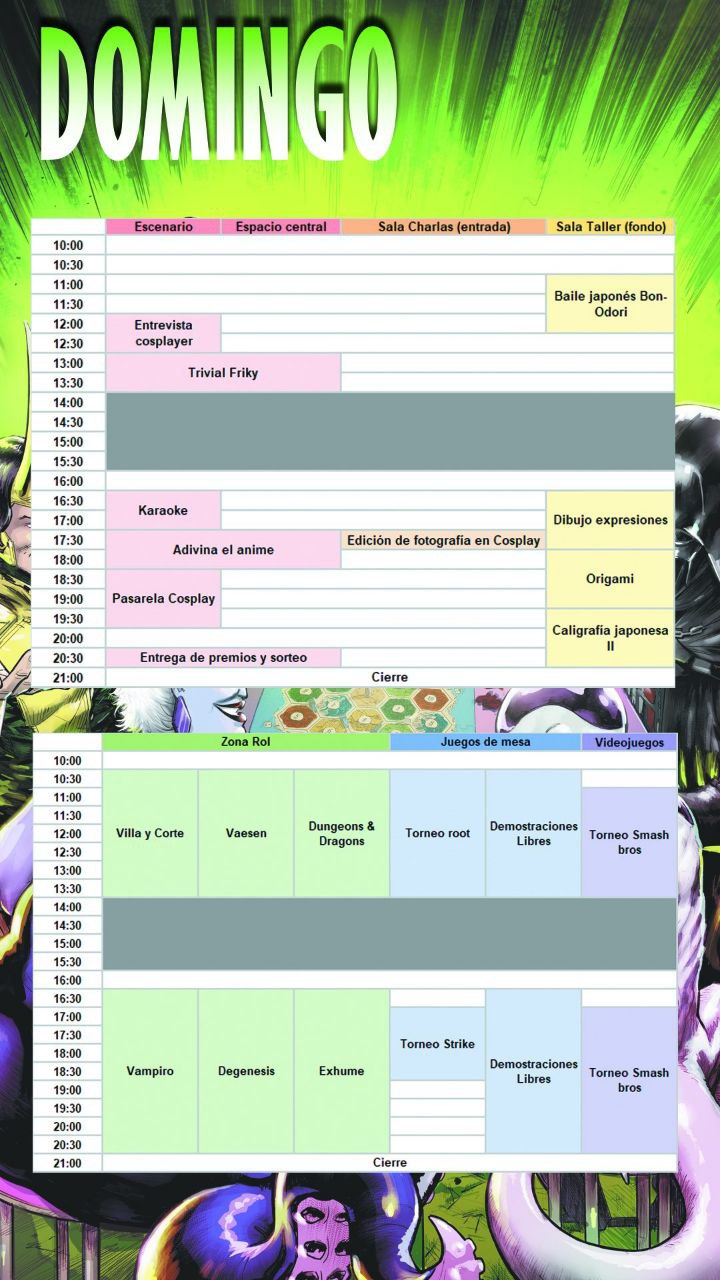 DOMINGO
Escenario Espacio central Sala Charlas (entrada) Sala Taller (fondo)
10:00
10:30
11:00
Baile japonés Bon-
Odori
11:30
12:00
Entrevista
cosplayer
12:30
13:00
Trivial Friky
13:30
14:00
14:30
15:00
15:30
16:00
16:30
Karaoke
17:00
Dibujo expresiones
17:30
Edición de fotografía en Cosplay
Adivina el anime
18:00
18:30
Origami
19:00
Pasarela Cosplay
19:30
Caligrafía japonesa
II
20:00
20:30
Entrega de premios y sorteo
21:00
Cierre
Zona Rol Juegos de mesa Videojuegos
10:00
10:30
11:00
11:30
12:00
Villa y Corte
Vaesen
Dungeons &
Dragons
Torneo root
Demostraciones
Libres
Torneo Smash
bros
12:30
13:00
13:30
14:00
14:30
15:00
15:30
16:00
16:30
17:00
17:30
18:00
Torneo Strike
18:30
Vampiro
Degenesis
Exhume
Demostraciones
Libres
Torneo Smash
bros
19:00
19:30
20:00
20:30
21:00
Cierre